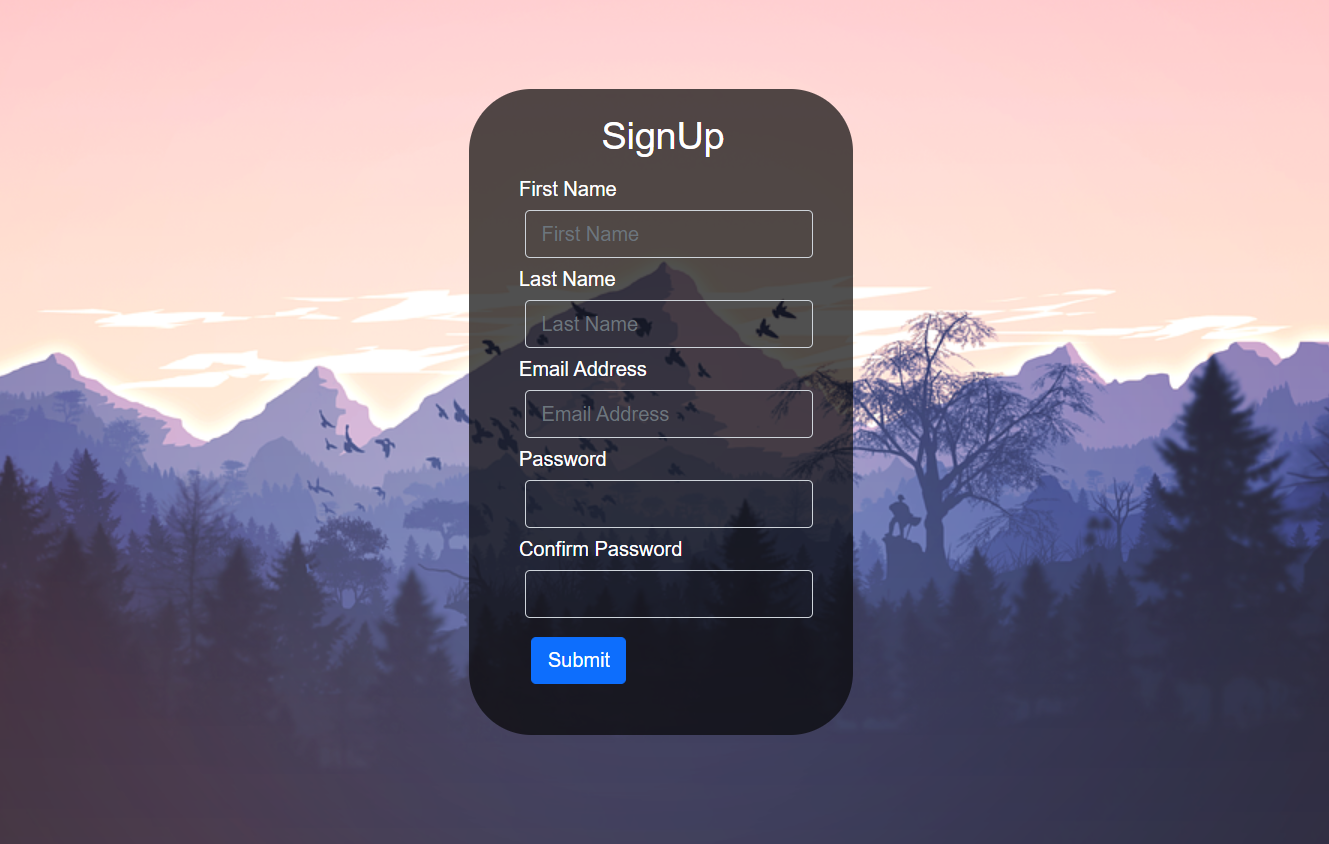 SignUp
First Name
First Name
Last Name
Last Name
Email Address
Email Address
Password
Confirm Password
Submit